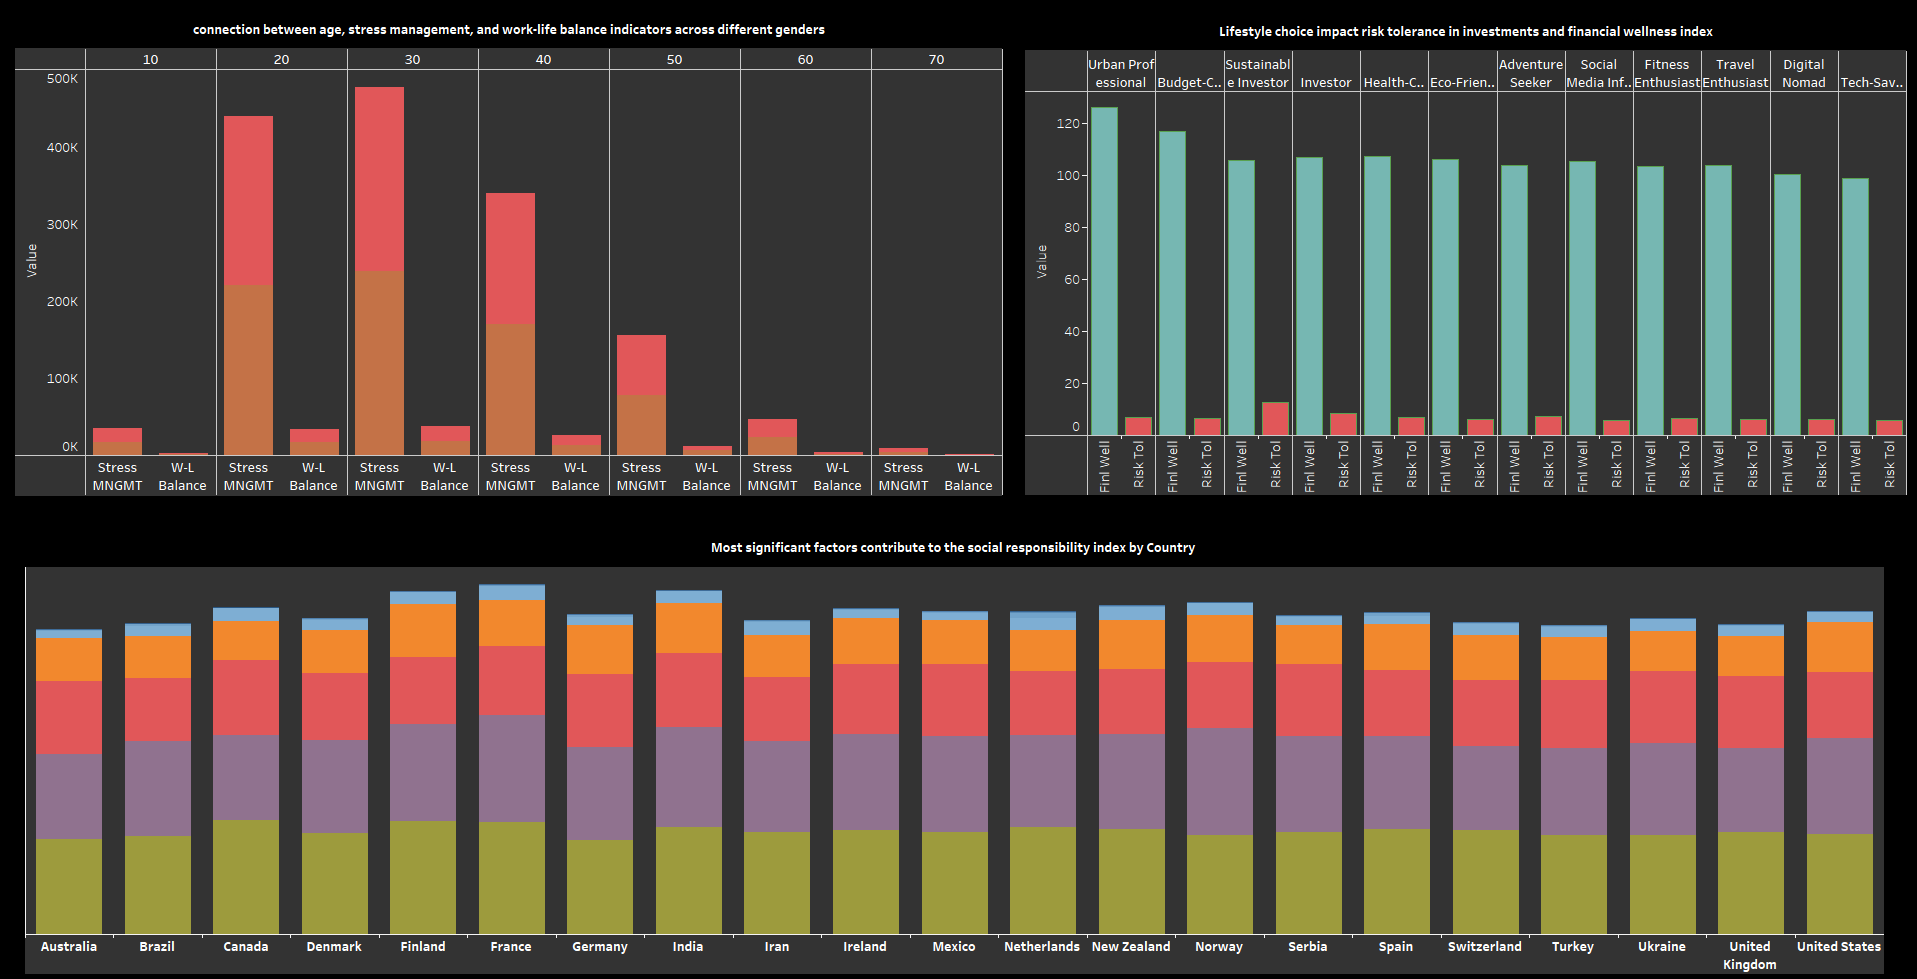 connection between age, stress management, and work-life balance indicators across different genders
10 20 30 40 50 60 70
500K
400K
300K
200K
100K
0K
Value
Stress MNGMT W-L Balance Stress MNGMT W-L Balance Stress MNGMT W-L Balance Stress MNGMT W-L Balance Stress MNGMT W-L Balance Stress MNGMT W-L Balance Stress MNGMT W-L Balance
Lifestyle choice impact risk tolerance in investments and financial wellness index
Urban Prof
essional
Budget-C..
Sustainabl
e Investor
Investor
Health-C..
Eco-Frien..
Adventure
Seeker
Social
Media Inf..
Fitness
Enthusiast
Travel
Enthusiast
Digital
Nomad
Tech-Sav..
120
100
80
60
40
20
0
Value
Finl Well Risk Tol Finl Well Risk Tol Finl Well Risk Tol Finl Well Risk Tol Finl Well Risk Tol Finl Well Risk Tol Finl Well Risk Tol Finl Well Risk Tol Finl Well Risk Tol Finl Well Risk Tol Finl Well Risk Tol Finl Well Risk Tol
Most significant factors contribute to the social responsibility index by Country
Australia Brazil Canada Denmark Finland France Germany India Iran Ireland Mexico Netherlands New Zealand Norway Serbia Spain Switzerland Turkey Ukraine United Kingdom United States